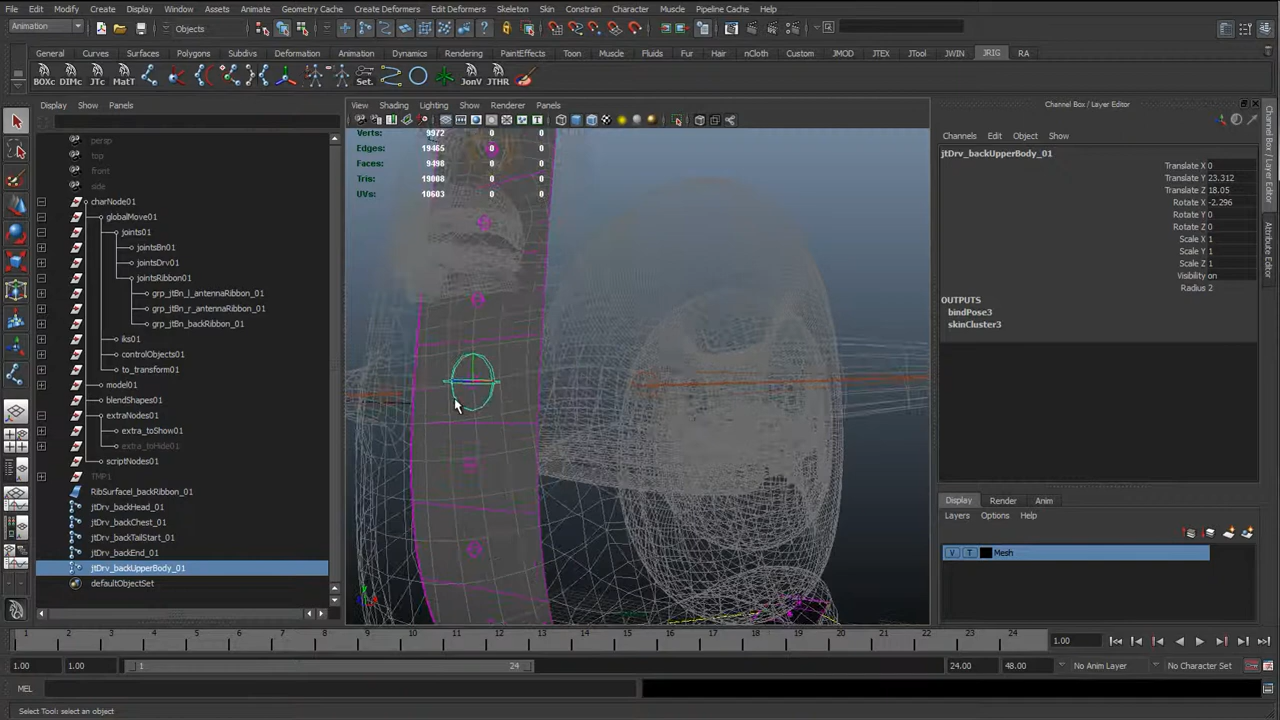 File Edit Modify Create Display Window Assets Animate Geometry Cache Create Deformers Edit Deformers Skeleton Skin Constrain Character Muscle Pipeline Cache Help
Animation Objects
General Curves Surfaces Polygons Subdivs Deformation Animation Dynamics Rendering PaintEffects Toon Muscle Fluids Fur Hair nCloth Custom JMOD JTEX JTool JWIN JRIG RA
BOXc DIMc JTc MatT Set. JonV JTHR
Display Show Panels
View Shading Lighting Show Renderer Panels
Channel Box / Layer Editor
Verts: 9972 0 0
Edges: 19465 0 0
Faces: 9498 0 0
Tris: 19008 0 0
UVs: 10603 0 0
persp
top
front
side
charNode01
globalMove01
joints01
jointsBn01
jointsDrv01
jointsRibbon01
grp_jtBn_l_antennaRibbon_01
grp_jtBn_r_antennaRibbon_01
grp_jtBn_backRibbon_01
iks01
controlObjects01
to_transform01
model01
blendShapes01
extraNodes01
extra_toShow01
extra_toHide01
scriptNodes01
TMP1
RibSurfacel_backRibbon_01
jtDrv_backHead_01
jtDrv_backChest_01
jtDrv_backTailStart_01
jtDrv_backEnd_01
jtDrv_backUpperBody_01
defaultObjectSet
Channels Edit Object Show
jtDrv_backUpperBody_01
Translate X 0
Translate Y 23.312
Translate Z 18.05
Rotate X -2.296
Rotate Y 0
Rotate Z 0
Scale X 1
Scale Y 1
Scale Z 1
Visibility on
Radius 2
OUTPUTS
bindPose3
skinCluster3
Channel Box / Layer Editor
Attribute Editor
Display Render Anim
Layers Options Help
V T Mesh
1 2 3 4 5 6 7 8 9 10 11 12 13 14 15 16 17 18 19 20 21 22 23 24 1.00
1.00 1.00 1 24 24.00 48.00 No Anim Layer No Character Set
MEL
Select Tool: select an object